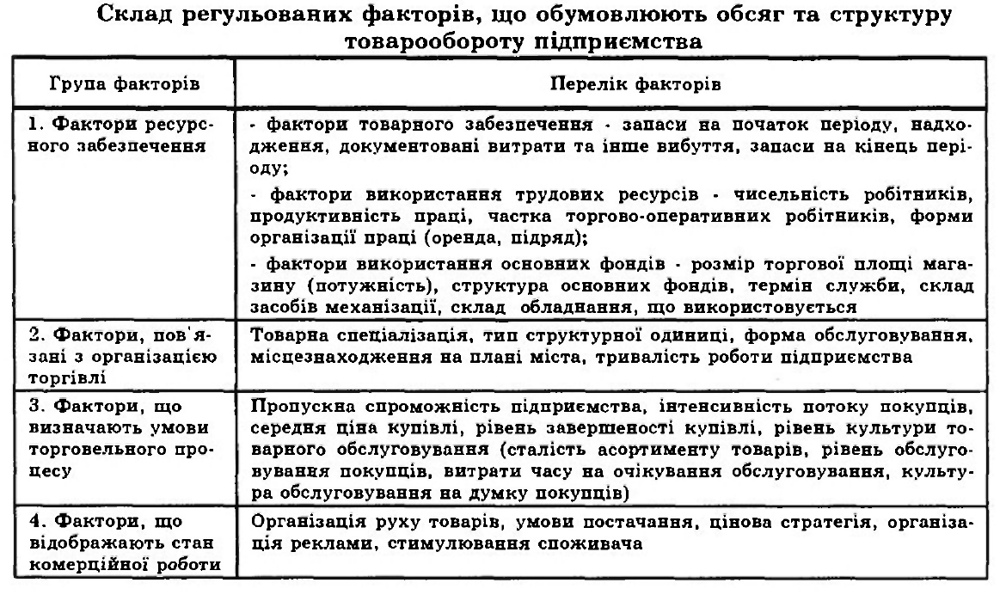 Склад регульованих факторів, що обумовлюють обсяг та структуру
товарообороту підприємства
Група факторів
Перелік факторів
1. Фактори ресурс-
ного забезпечення
- фактори товарного забезпечення - запаси на початок періоду, надхо-
дження, документовані витрати та інше вибуття, запаси на кінець пері-
оду;
- фактори використання трудових ресурсів - чисельність робітників,
продуктивність праці, частка торгово-оперативних робітників, форми
організації праці (оренда, підряд);
- фактори використання основних фондів - розмір торгової площі мага-
зину (потужність), структура основних фондів, термін служби, склад
засобів механізації, склад обладнання, що використовується
2. Фактори, пов'я-
зані з організацією
торгівлі
Товарна спеціалізація, тип структурної одиниці, форма обслуговування,
місцезнаходження на плані міста, тривалість роботи підприємства
3. Фактори, що
визначають умови
торговельного про-
цесу
Пропускна спроможність підприємства, інтенсивність потоку покупців,
середня ціна купівлі, рівень завершеності купівлі, рівень культури то-
варного обслуговування (сталість асортименту товарів, рівень обслуго-
вування покупців, витрати часу на очікування обслуговування, культу-
ра обслуговування на думку покупців)
4. Фактори, що
відображають стан
комерційної роботи
Організація руху товарів, умови постачання, цінова стратегія, організа-
ція реклами, стимулювання споживача